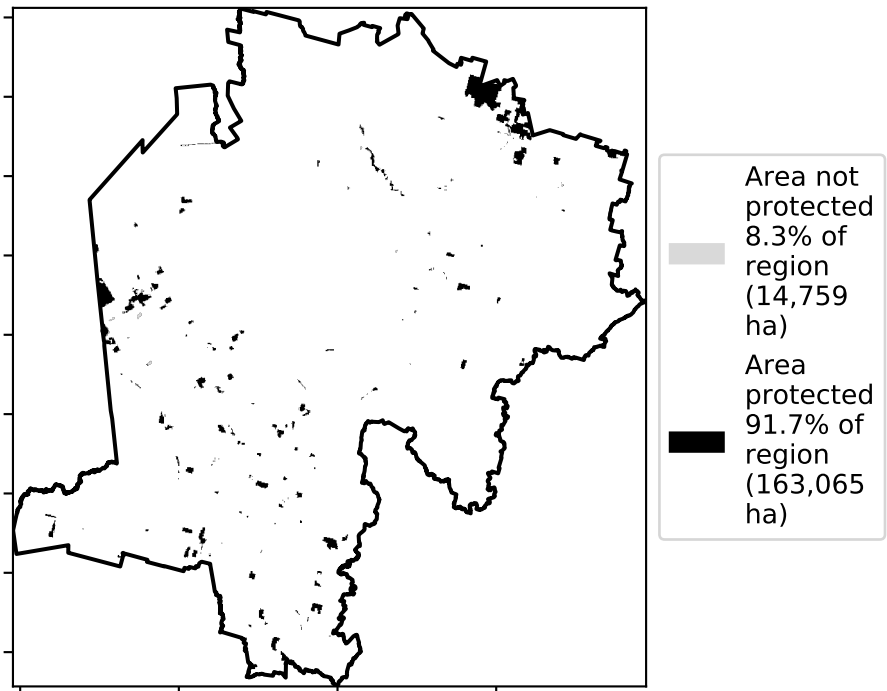 Area not
protected
8.3% of
region
(14,759
ha)
Area
protected
91.7% of
region
(163,065
ha)